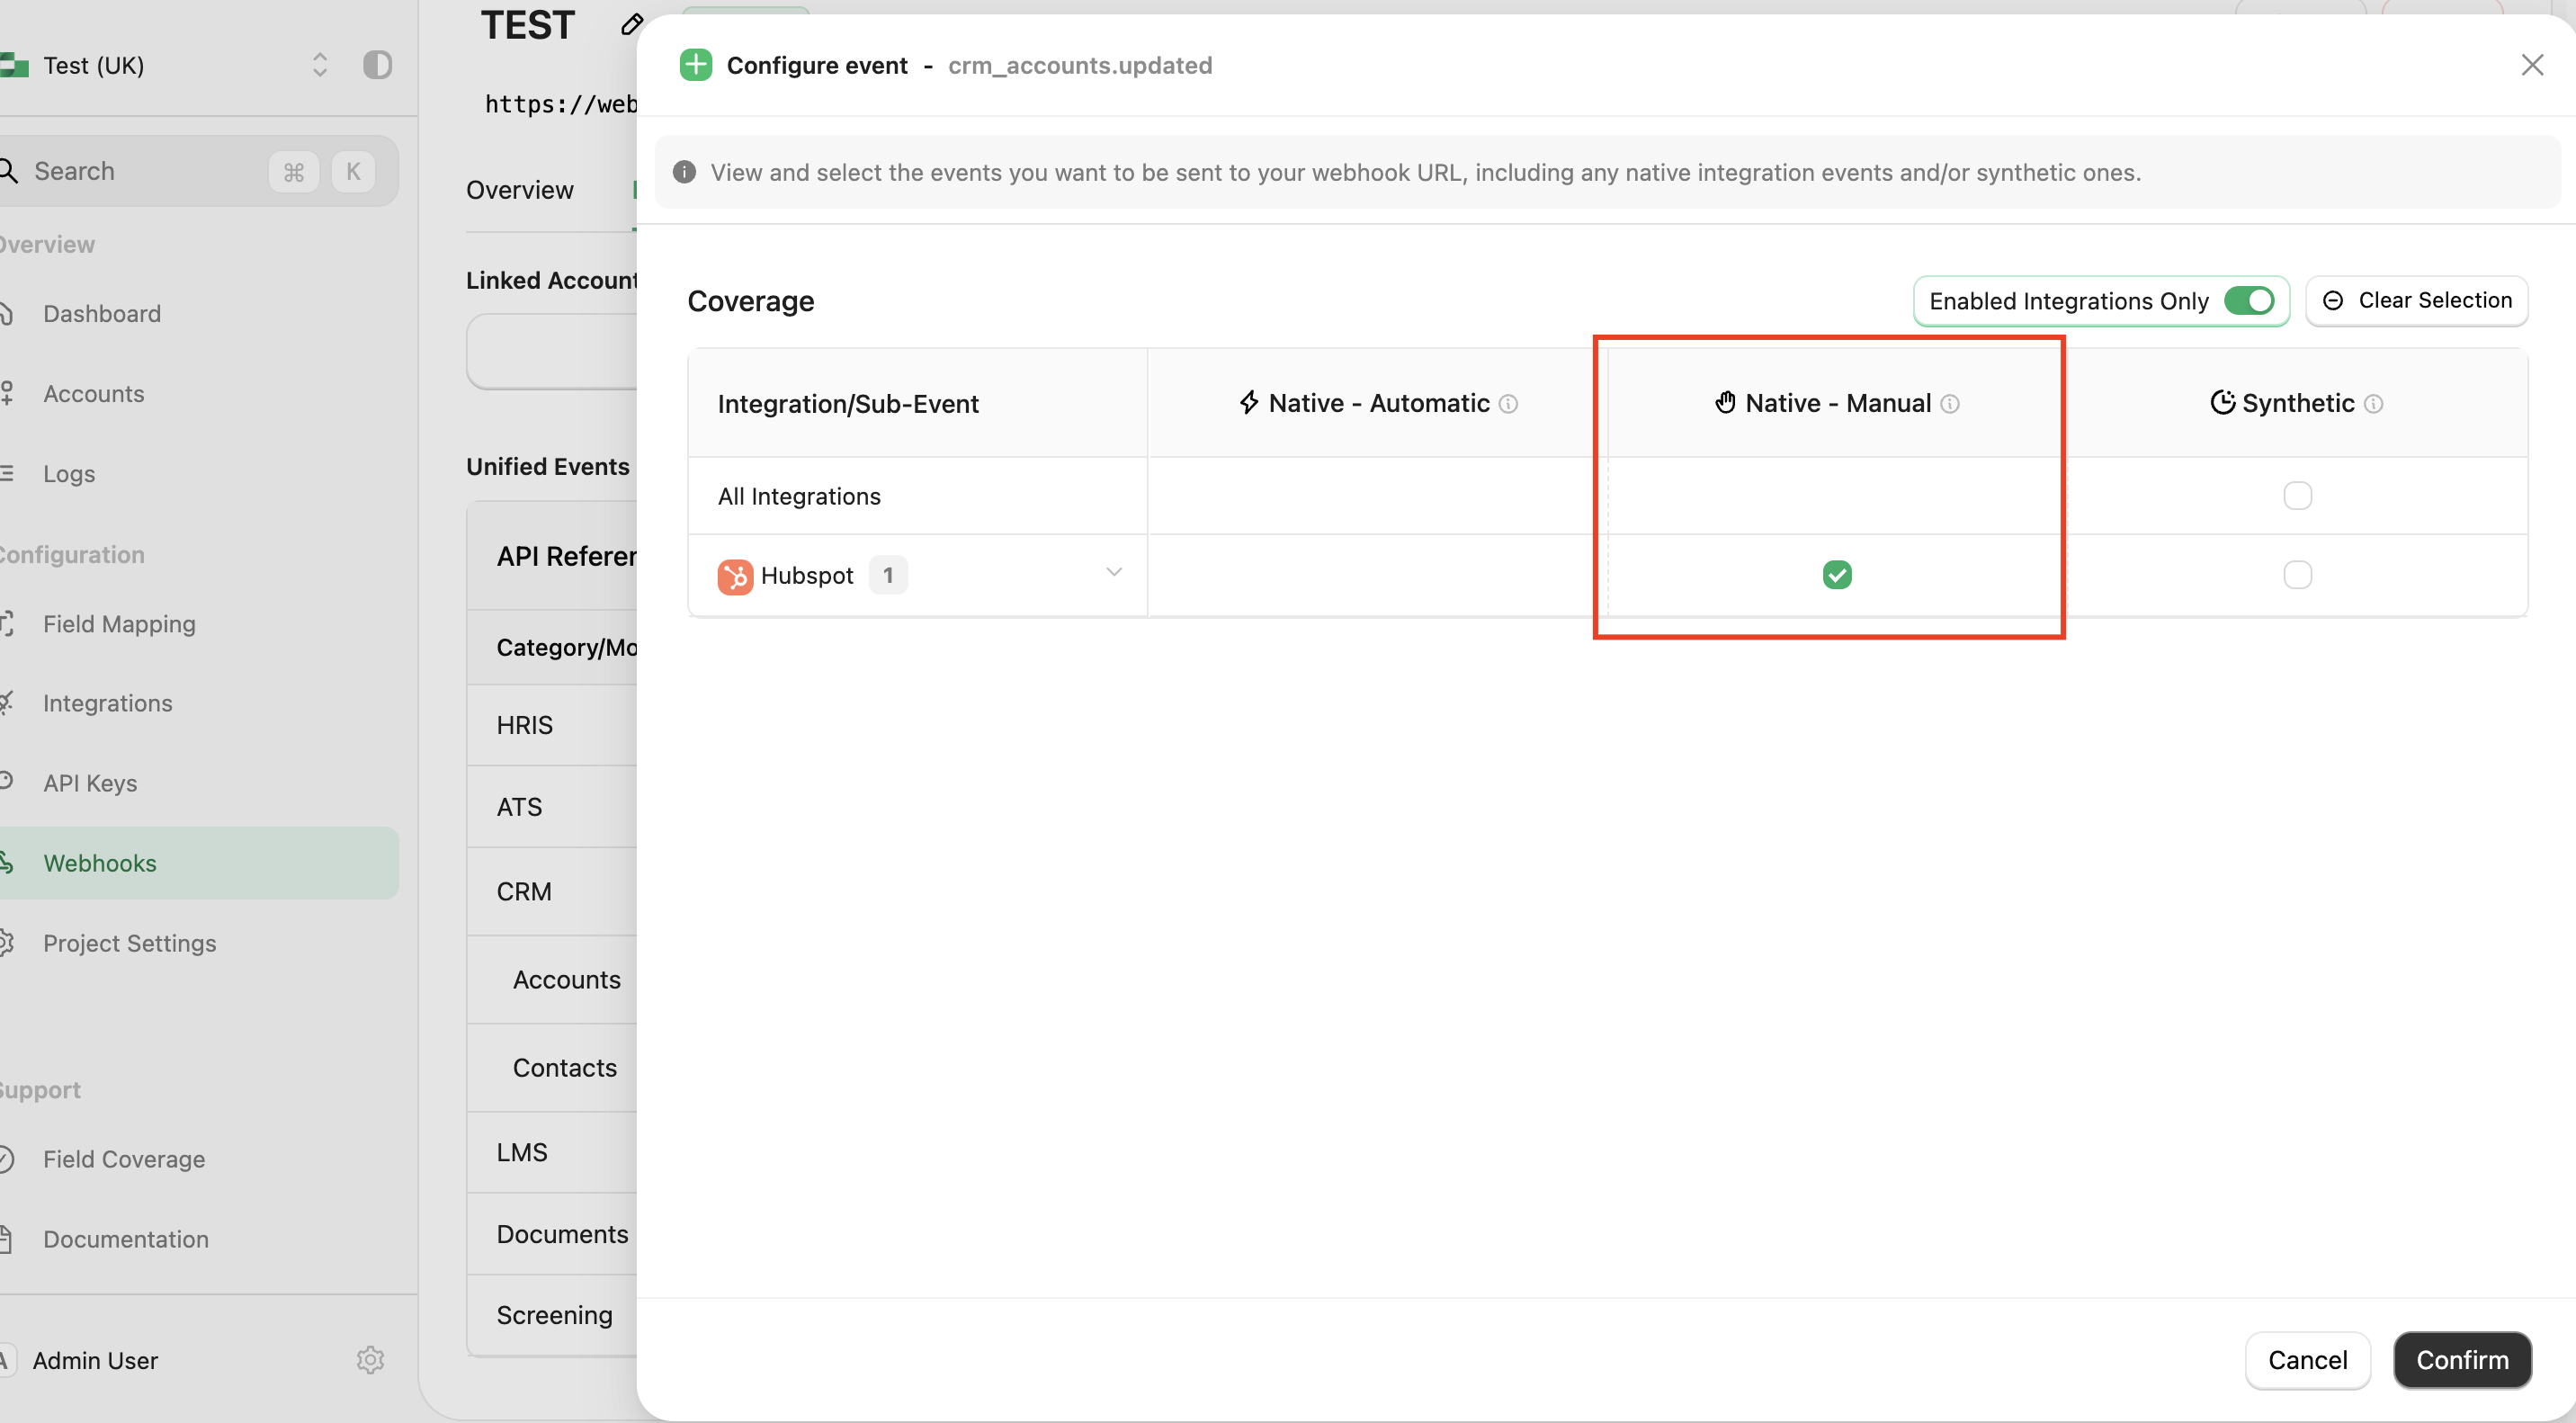 Test (UK)
Search
⌘ K
Overview
Dashboard
Accounts
Logs
Configuration
Field Mapping
Integrations
API Keys
Webhooks
Project Settings
Support
Field Coverage
Documentation
A Admin User
TEST
https://web
Overview
Linked Account
Unified Events
API Referen
Category/Mo
HRIS
ATS
CRM
Accounts
Contacts
LMS
Documents
Screening
Configure event - crm_accounts.updated
View and select the events you want to be sent to your webhook URL, including any native integration events and/or synthetic ones.
Coverage
Enabled Integrations Only
Clear Selection
Integration/Sub-Event Native - Automatic Native - Manual Synthetic
All Integrations
Hubspot 1
Cancel Confirm